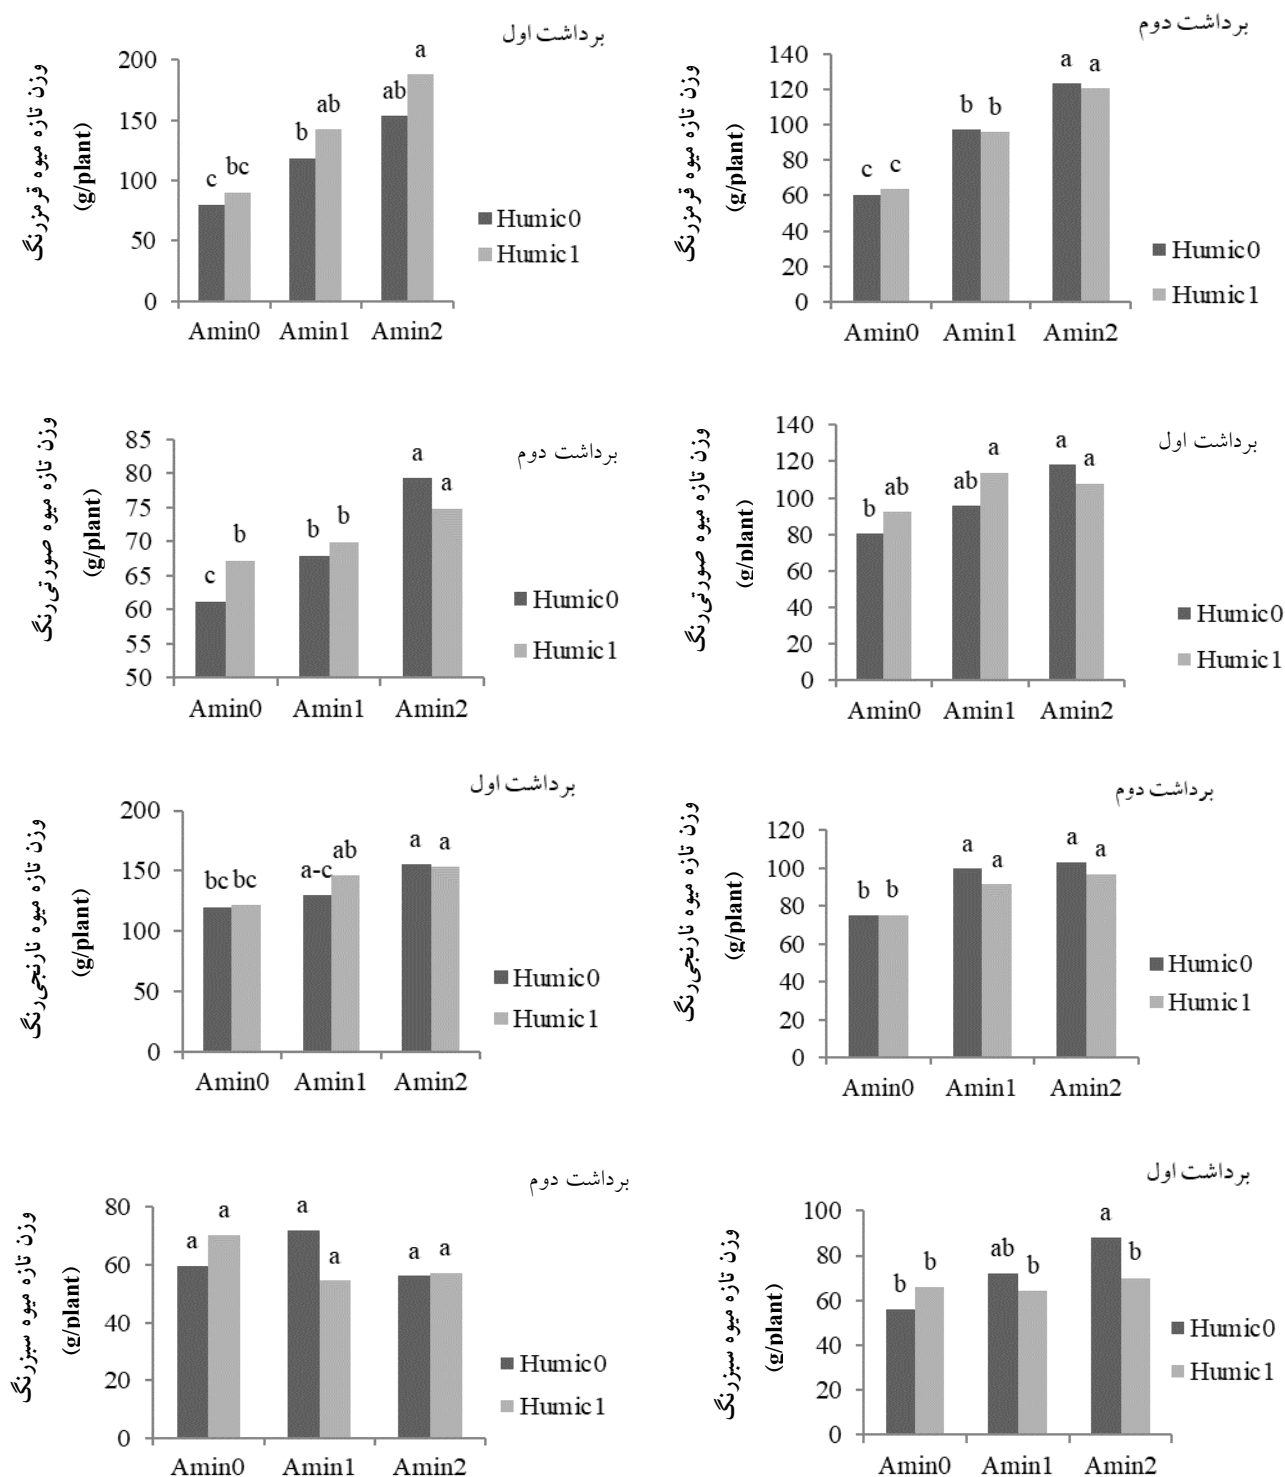 برداشت اول
وزن تازه میوه قرمزرنگ
(g/plant)
200
150
100
50
0
c
bc
b
ab
ab
a
Amin0 Amin1 Amin2
Humic0
Humic1
برداشت دوم
وزن تازه میوه قرمزرنگ
(g/plant)
140
120
100
80
60
40
20
0
c
c
b
b
a
a
Amin0 Amin1 Amin2
Humic0
Humic1
برداشت دوم
وزن تازه میوه صورتی‌رنگ
(g/plant)
85
80
75
70
65
60
55
50
c
b
b
b
a
a
Amin0 Amin1 Amin2
Humic0
Humic1
برداشت اول
وزن تازه میوه صورتی‌رنگ
(g/plant)
140
120
100
80
60
40
20
0
b
ab
ab
a
a
a
Amin0 Amin1 Amin2
Humic0
Humic1
برداشت اول
وزن تازه میوه نارنجی‌رنگ
(g/plant)
200
150
100
50
0
bc
bc
a-c
ab
a
a
Amin0 Amin1 Amin2
Humic0
Humic1
برداشت دوم
وزن تازه میوه نارنجی‌رنگ
(g/plant)
120
100
80
60
40
20
0
b
b
a
a
a
a
Amin0 Amin1 Amin2
Humic0
Humic1
برداشت دوم
وزن تازه میوه سبزرنگ
(g/plant)
80
60
40
20
0
a
a
a
a
a
a
Amin0 Amin1 Amin2
Humic0
Humic1
برداشت اول
وزن تازه میوه سبزرنگ
(g/plant)
100
80
60
40
20
0
b
b
ab
b
a
b
Amin0 Amin1 Amin2
Humic0
Humic1